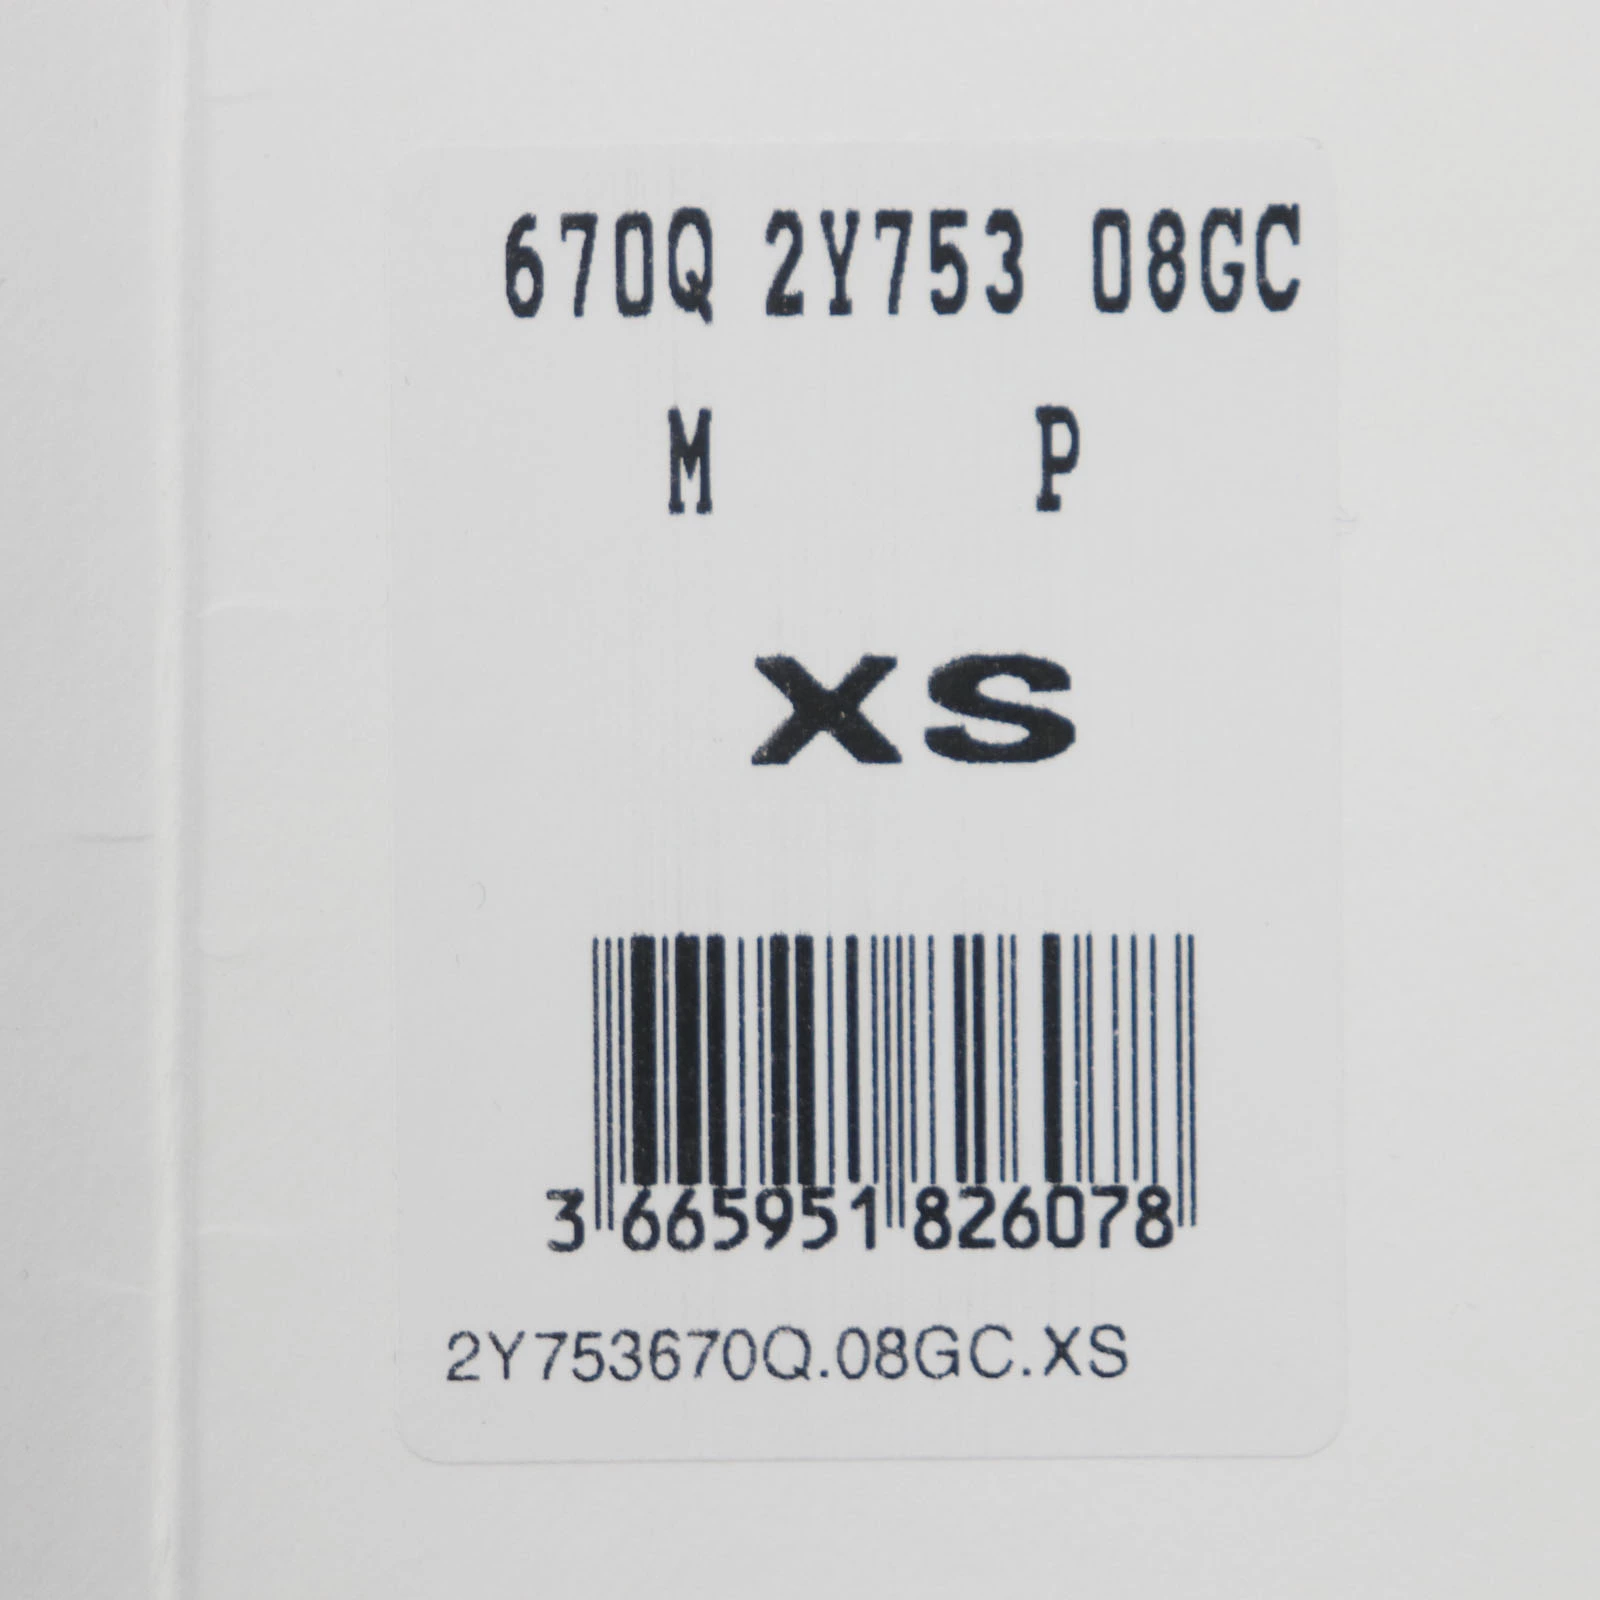 670Q 2Y753 08GC
M P
XS
3 665951 826078
2Y753670Q.08GC.XS